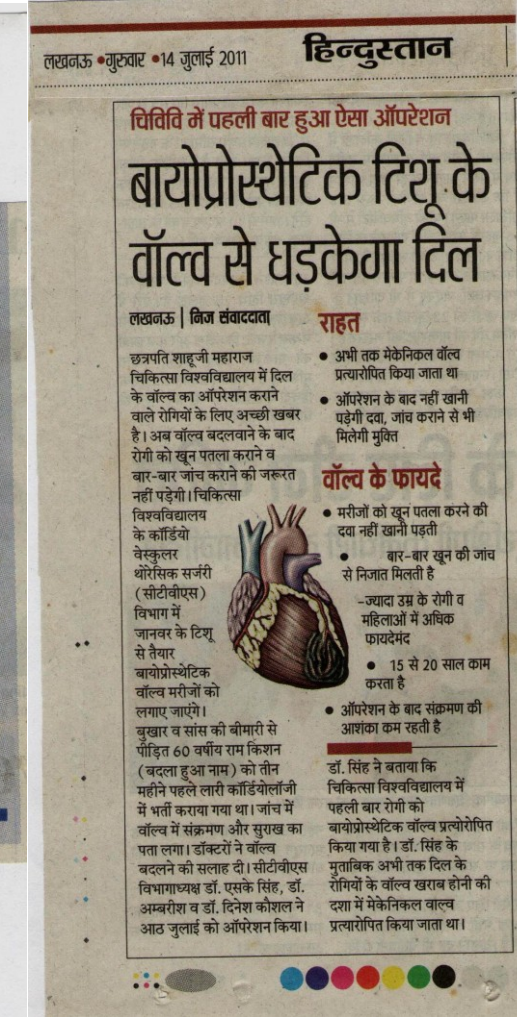 लखनऊ •गुरुवार •14 जुलाई 2011
हिन्दुस्तान
चिविवि में पहली बार हुआ ऐसा ऑपरेशन
बायोप्रोस्थेटिक टिशू के
वॉल्व से धड़केगा दिल
लखनऊ | निज संवाददाता
छत्रपति शाहूजी महाराज
चिकित्सा विश्वविद्यालय में दिल
के वॉल्व का ऑपरेशन कराने
वाले रोगियों के लिए अच्छी खबर
है। अब वॉल्व बदलवाने के बाद
रोगी को खून पतला कराने व
बार-बार जांच कराने की जरूरत
नहीं पड़ेगी। चिकित्सा
विश्वविद्यालय
के कॉर्डियो
वेस्कुलर
थोरेसिक सर्जरी
(सीटीवीएस)
विभाग में
जानवर के टिशू
से तैयार
बायोप्रोस्थेटिक
वॉल्व मरीजों को
लगाए जाएंगे।
बुखार व सांस की बीमारी से
पीड़ित 60 वर्षीय राम किशन
(बदला हुआ नाम) को तीन
महीने पहले लारी कॉर्डियोलॉजी
में भर्ती कराया गया था। जांच में
वॉल्व में संक्रमण और सुराख का
पता लगा। डॉक्टरों ने वॉल्व
बदलने की सलाह दी। सीटीवीएस
विभागाध्यक्ष डॉ. एसके सिंह, डॉ.
अम्बरीश व डॉ. दिनेश कौशल ने
आठ जुलाई को ऑपरेशन किया।
राहत
• अभी तक मेकेनिकल वॉल्व
प्रत्यारोपित किया जाता था
• ऑपरेशन के बाद नहीं खानी
पड़ेगी दवा, जांच कराने से भी
मिलेगी मुक्ति
वॉल्व के फायदे
• मरीजों को खून पतला करने की
दवा नहीं खानी पड़ती
• बार-बार खून की जांच
से निजात मिलती है
-ज्यादा उम्र के रोगी व
महिलाओं में अधिक
फायदेमंद
• 15 से 20 साल काम
करता है
• ऑपरेशन के बाद संक्रमण की
आशंका कम रहती है
डॉ. सिंह ने बताया कि
चिकित्सा विश्वविद्यालय में
पहली बार रोगी को
बायोप्रोस्थेटिक वॉल्व प्रत्योरोपित
किया गया है। डॉ. सिंह के
मुताबिक अभी तक दिल के
रोगियों के वॉल्व खराब होनी की
दशा में मेकेनिकल वाल्व
प्रत्यारोपित किया जाता था।